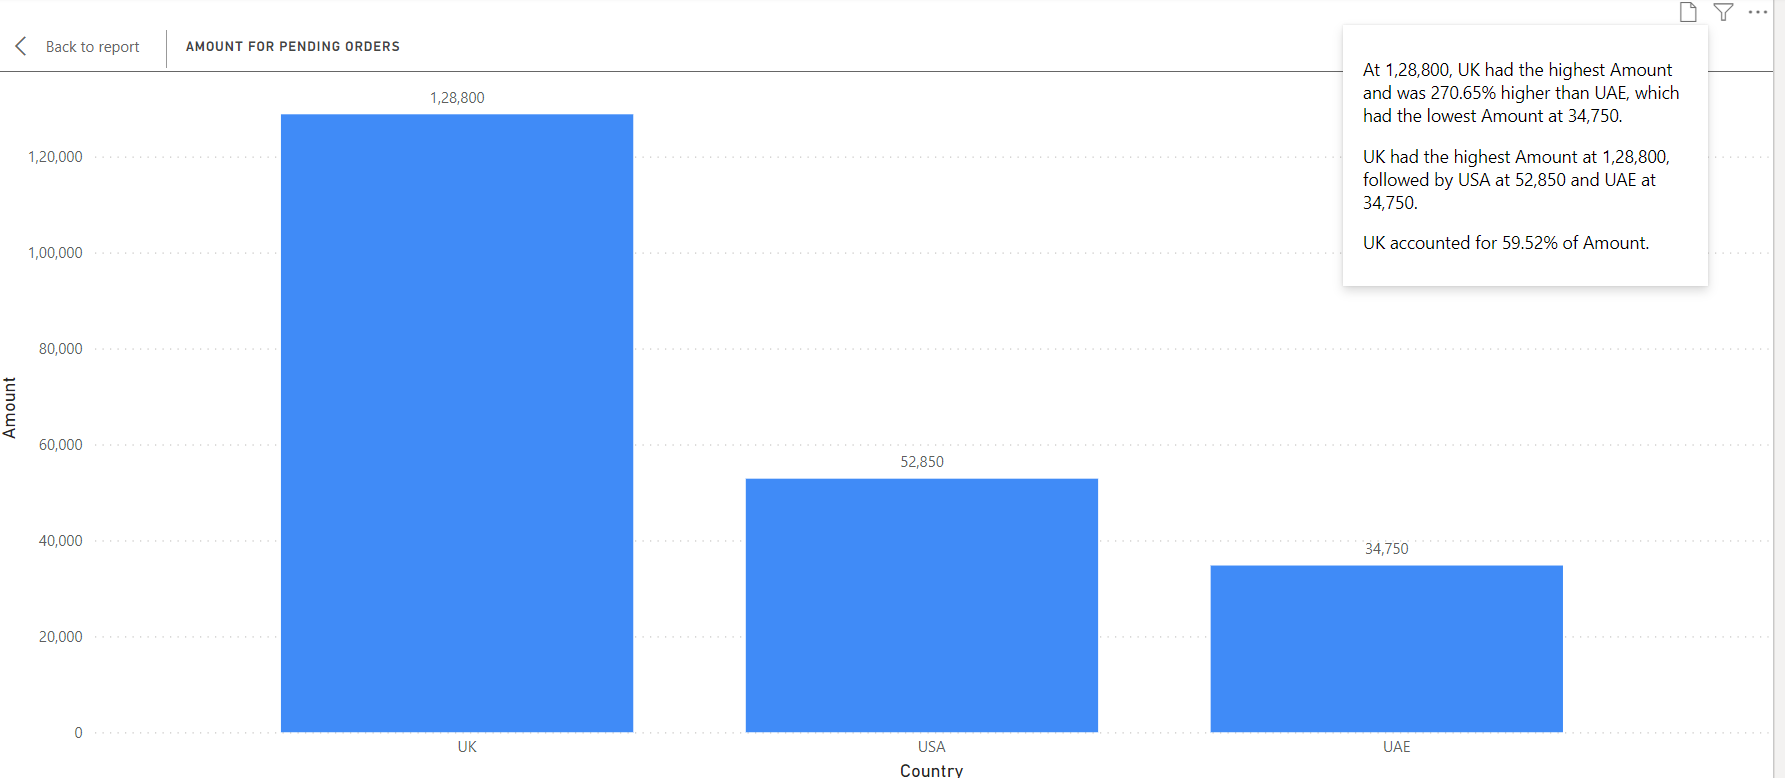 Back to report
AMOUNT FOR PENDING ORDERS
At 1,28,800, UK had the highest Amount
and was 270.65% higher than UAE, which
had the lowest Amount at 34,750.
UK had the highest Amount at 1,28,800,
followed by USA at 52,850 and UAE at
34,750.
UK accounted for 59.52% of Amount.
Amount
1,20,000
1,00,000
80,000
60,000
40,000
20,000
0
1,28,800
52,850
34,750
UK
USA
UAE
Country